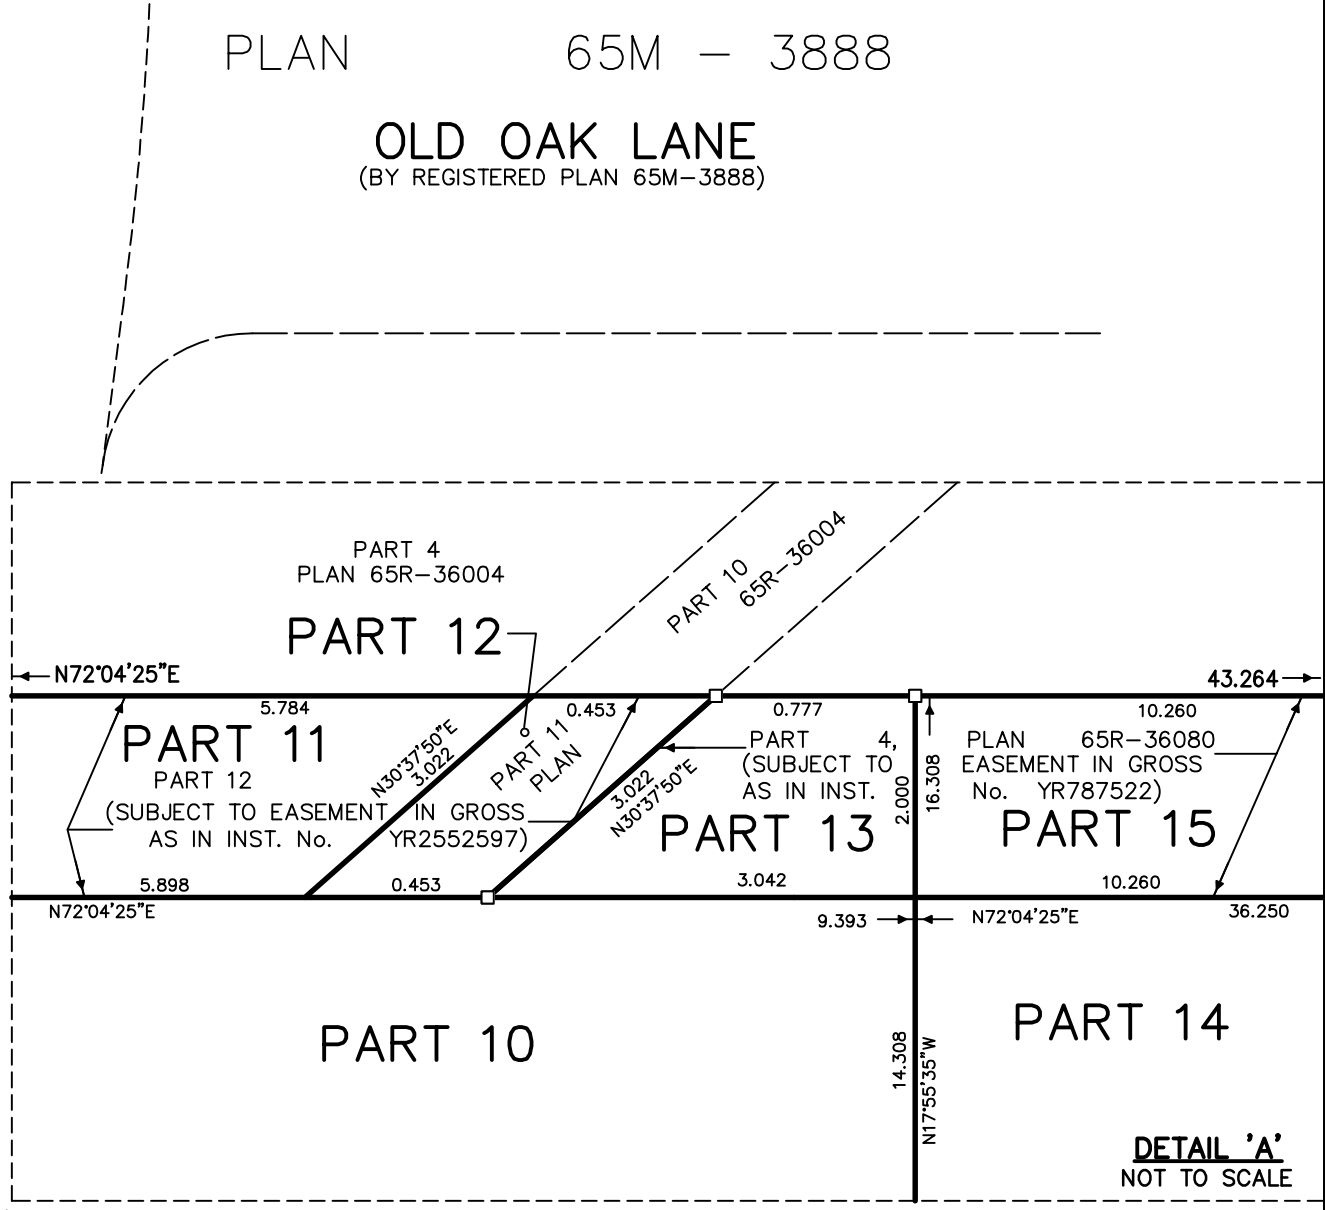 PLAN 65M – 3888
OLD OAK LANE
(BY REGISTERED PLAN 65M–3888)
PART 4
PLAN 65R–36004
PART 10
65R–36004
PART 12
N72°04'25"E
43.264
5.784
0.453
0.777
10.260
PART 11
PART 12
(SUBJECT TO EASEMENT IN GROSS
AS IN INST. No. YR2552597)
N30°37'50"E
3.022
PART 11
PLAN
3.022
N30°37'50"E
PART 4, PLAN 65R–36080
(SUBJECT TO EASEMENT IN GROSS
AS IN INST. No. YR787522)
2.000
16.308
PART 13
PART 15
5.898
0.453
3.042
10.260
N72°04'25"E
9.393
N72°04'25"E
36.250
PART 10
PART 14
14.308
N17°55'35"W
DETAIL 'A'
NOT TO SCALE